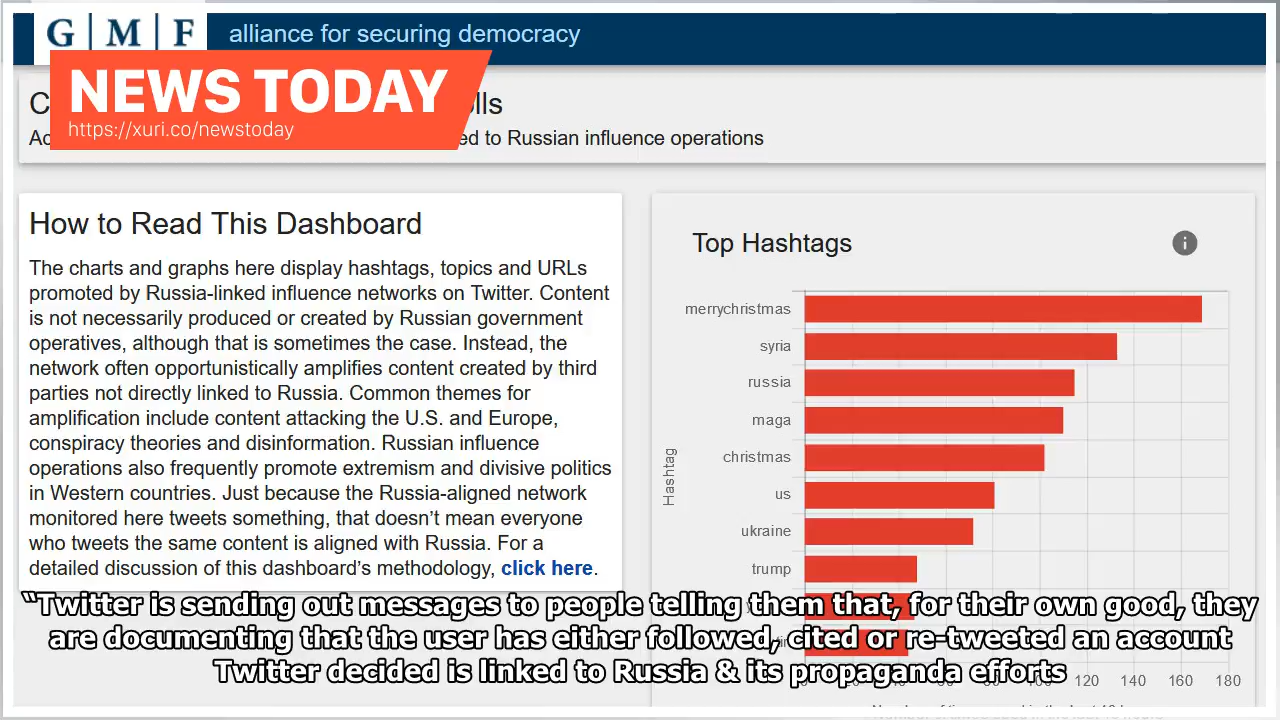 G|M|F alliance for securing democracy
NEWS TODAY
https://xuri.co/newstoday
ed to Russian influence operations
How to Read This Dashboard
The charts and graphs here display hashtags, topics and URLs
promoted by Russia-linked influence networks on Twitter. Content
is not necessarily produced or created by Russian government
operatives, although that is sometimes the case. Instead, the
network often opportunistically amplifies content created by third
parties not directly linked to Russia. Common themes for
amplification include content attacking the U.S. and Europe,
conspiracy theories and disinformation. Russian influence
operations also frequently promote extremism and divisive politics
in Western countries. Just because the Russia-aligned network
monitored here tweets something, that doesn't mean everyone
who tweets the same content is aligned with Russia. For a
detailed discussion of this dashboard's methodology, click here.
Top Hashtags
merrychristmas
syria
russia
maga
christmas
us
ukraine
trump
Hashtag
100 120 140 160 180
“Twitter is sending out messages to people telling them that, for their own good, they
are documenting that the user has either followed, cited or re-tweeted an account
Twitter decided is linked to Russia & its propaganda efforts